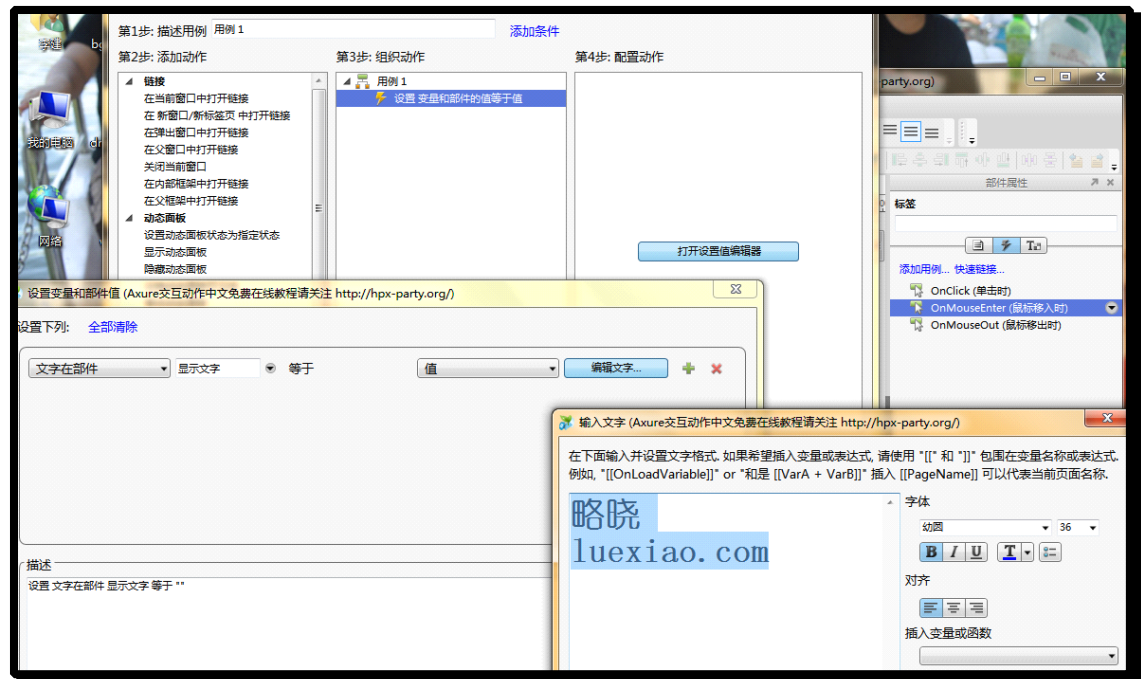 第1步: 描述用例 用例 1 添加条件
第2步: 添加动作 第3步: 组织动作 第4步: 配置动作
链接
在当前窗口中打开链接
在 新窗口/新标签页 中打开链接
在弹出窗口中打开链接
在父窗口中打开链接
关闭当前窗口
在内部框架中打开链接
在父框架中打开链接
动态面板
设置动态面板状态为指定状态
显示动态面板
隐藏动态面板
用例 1
设置 变量和部件的值等于值
打开设置值编辑器
我的电脑
网络
party.org)
部件属性
标签
添加用例... 快速链接...
OnClick (单击时)
OnMouseEnter (鼠标移入时)
OnMouseOut (鼠标移出时)
设置变量和部件值 (Axure交互动作中文免费在线教程请关注 http://hpx-party.org/)
设置下列: 全部清除
文字在部件 显示文字 等于 值 编辑文字...
描述
设置 文字在部件 显示文字 等于 ""
输入文字 (Axure交互动作中文免费在线教程请关注 http://hpx-party.org/)
在下面输入并设置文字格式. 如果希望插入变量或表达式, 请使用 "[[" 和 "]]" 包围在变量名称或表达式.
例如, "[[OnLoadVariable]]" or "和是 [[VarA + VarB]]" 插入 [[PageName]] 可以代表当前页面名称.
略晓
luexiao.com
字体
幼圆 36
B I U T
对齐
插入变量或函数